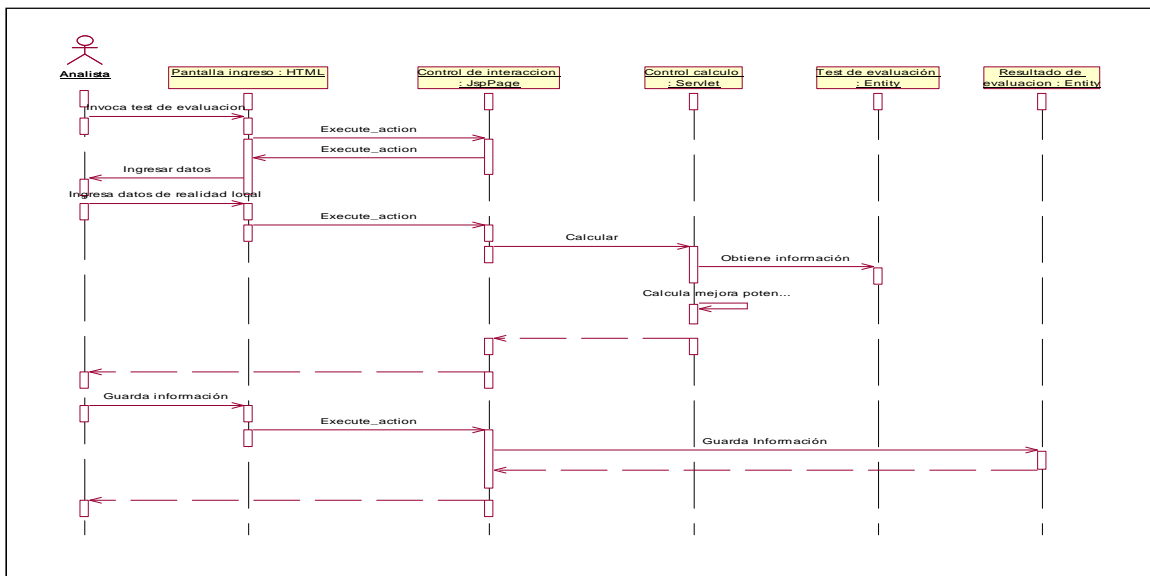 Analista
Pantalla ingreso : HTML
Control de interaccion
: JspPage
Control calculo
: Servlet
Test de evaluación
: Entity
Resultado de
evaluacion : Entity
Invoca test de evaluacion
Execute_action
Execute_action
Ingresar datos
Ingresa datos de realidad local
Execute_action
Calcular
Obtiene información
Calcula mejora poten...
Guarda información
Execute_action
Guarda Información